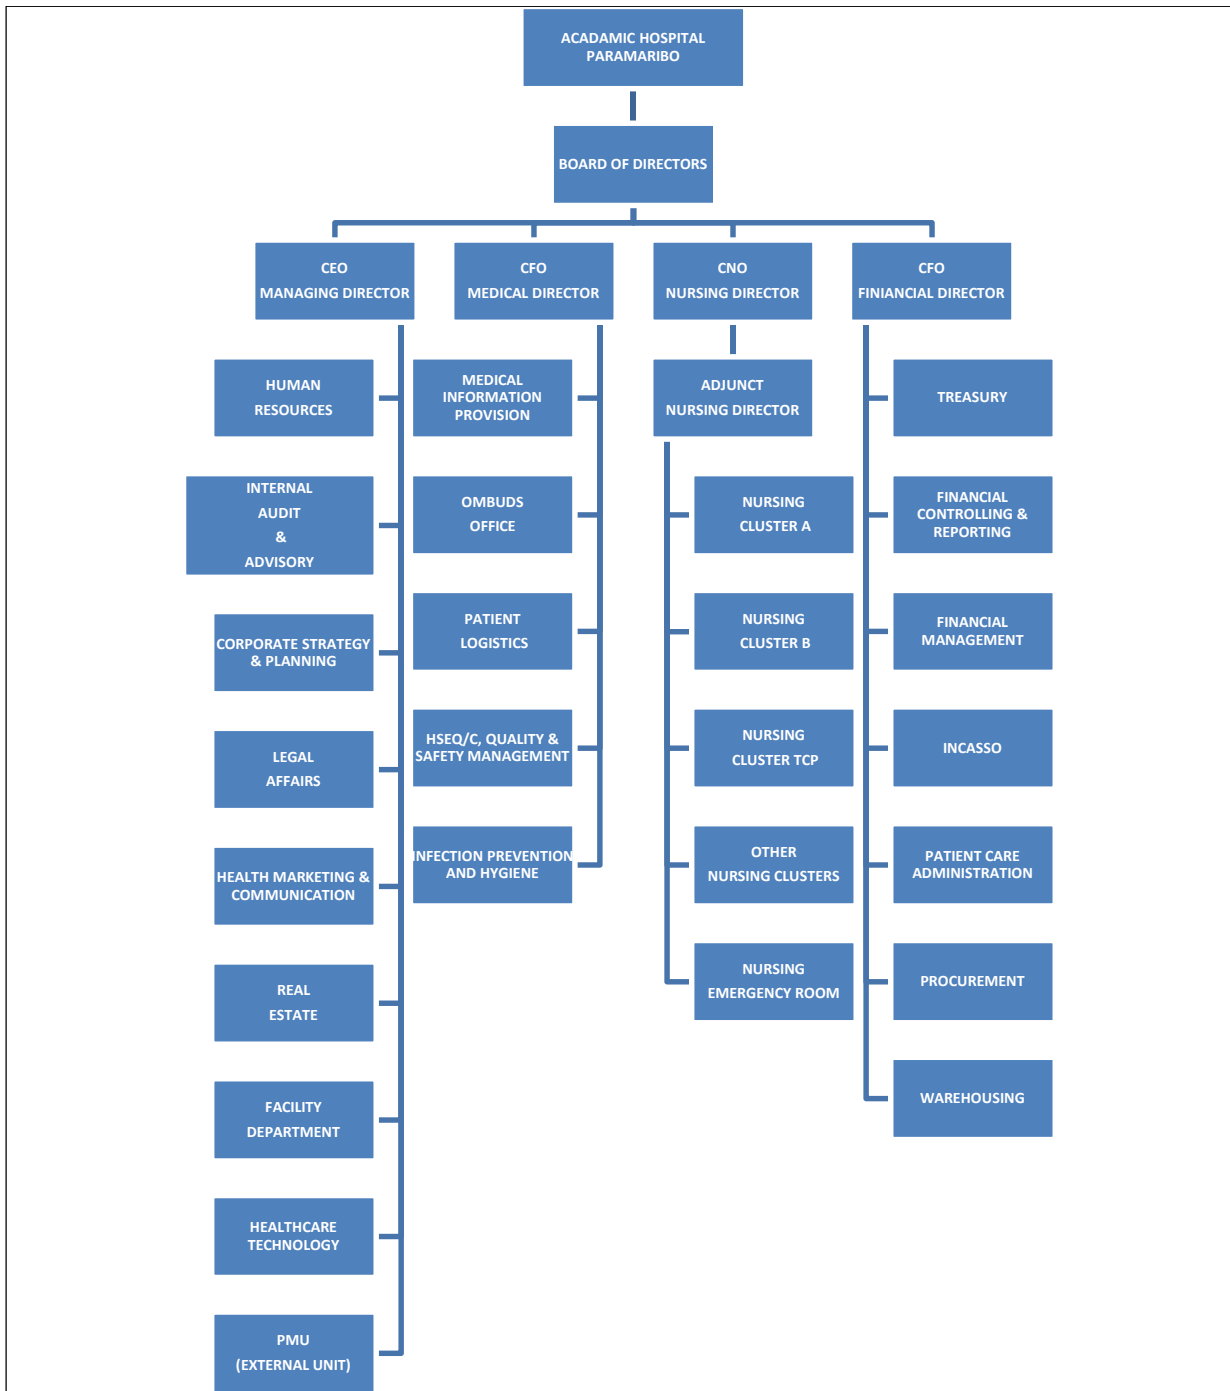 ACADAMIC HOSPITAL
PARAMARIBO
BOARD OF DIRECTORS
CEO
MANAGING DIRECTOR
CFO
MEDICAL DIRECTOR
CNO
NURSING DIRECTOR
CFO
FINIANCIAL DIRECTOR
HUMAN
RESOURCES
INTERNAL
AUDIT
&
ADVISORY
CORPORATE STRATEGY
& PLANNING
LEGAL
AFFAIRS
HEALTH MARKETING &
COMMUNICATION
REAL
ESTATE
FACILITY
DEPARTMENT
HEALTHCARE
TECHNOLOGY
PMU
(EXTERNAL UNIT)
MEDICAL
INFORMATION
PROVISION
OMBUDS
OFFICE
PATIENT
LOGISTICS
HSEQ/C, QUALITY &
SAFETY MANAGEMENT
INFECTION PREVENTION
AND HYGIENE
ADJUNCT
NURSING DIRECTOR
NURSING
CLUSTER A
NURSING
CLUSTER B
NURSING
CLUSTER TCP
OTHER
NURSING CLUSTERS
NURSING
EMERGENCY ROOM
TREASURY
FINANCIAL
CONTROLLING &
REPORTING
FINANCIAL
MANAGEMENT
INCASSO
PATIENT CARE
ADMINISTRATION
PROCUREMENT
WAREHOUSING